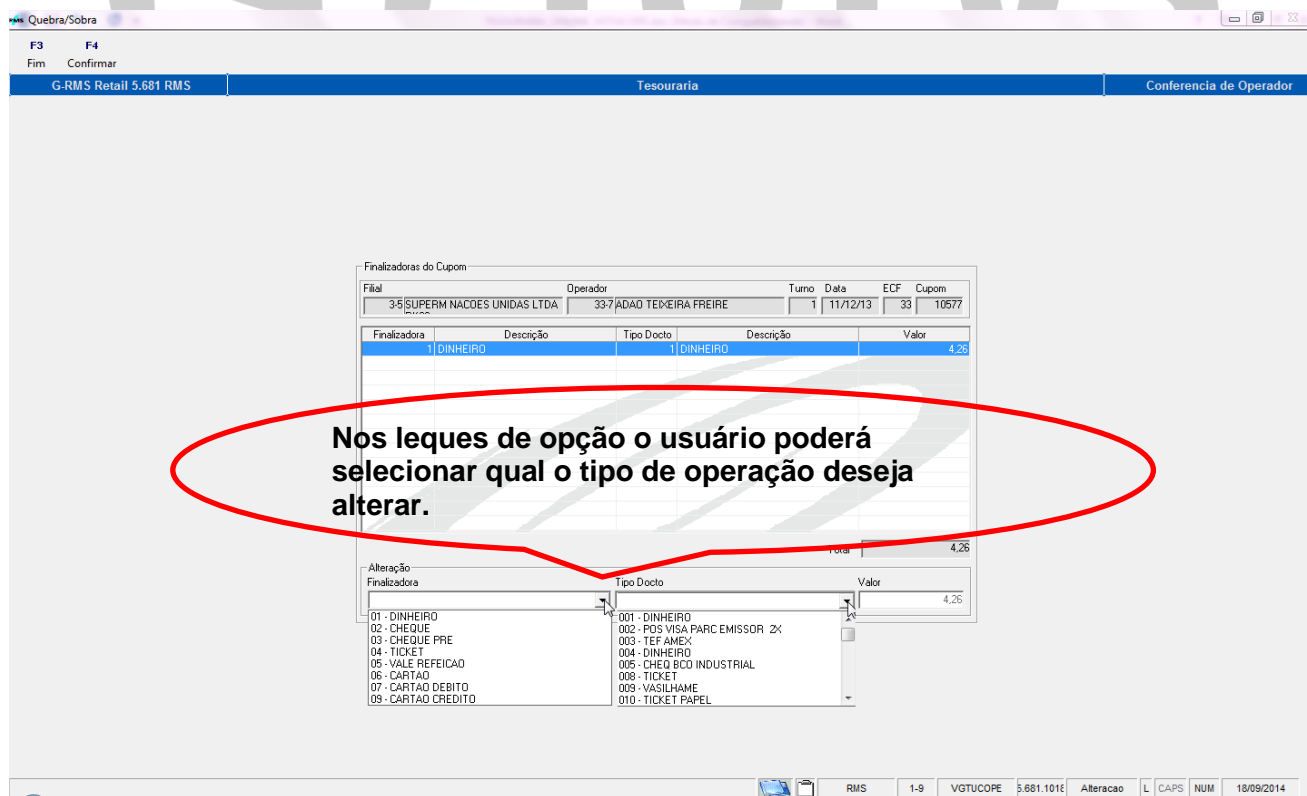 Quebra/Sobra
F3 F4
Fim Confirmar
G-RMS Retail 5.681 RMS Tesouraria Conferencia de Operador
Finalizadoras do Cupom
Filial Operador Turno Data ECF Cupom
3-5 SUPERM NACOES UNIDAS LTDA 33-7 ADAO TEIXEIRA FREIRE 1 11/12/13 33 10577
Finalizadora Descrição Tipo Docto Descrição Valor
1 DINHEIRO 1 DINHEIRO 4,26
Nos leques de opção o usuário poderá
selecionar qual o tipo de operação deseja
alterar.
Total 4,26
Alteração
Finalizadora Tipo Docto Valor
4,26
01 - DINHEIRO
02 - CHEQUE
03 - CHEQUE PRE
04 - TICKET
05 - VALE REFEICAO
06 - CARTAO
07 - CARTAO DEBITO
09 - CARTAO CREDITO
001 - DINHEIRO
002 - POS VISA PARC EMISSOR 2X
003 - TEF AMEX
004 - DINHEIRO
005 - CHEQ BCO INDUSTRIAL
008 - TICKET
009 - VASILHAME
010 - TICKET PAPEL
RMS 1-9 VGTUCOPE 5.681.1018 Alteracao L CAPS NUM 18/09/2014